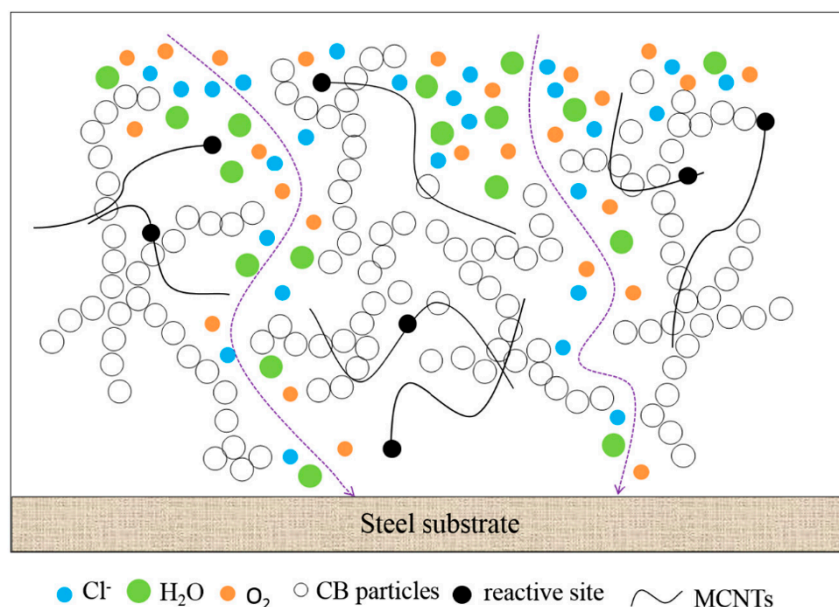 Steel substrate
Cl⁻ H₂O O₂ CB particles reactive site MCNTs